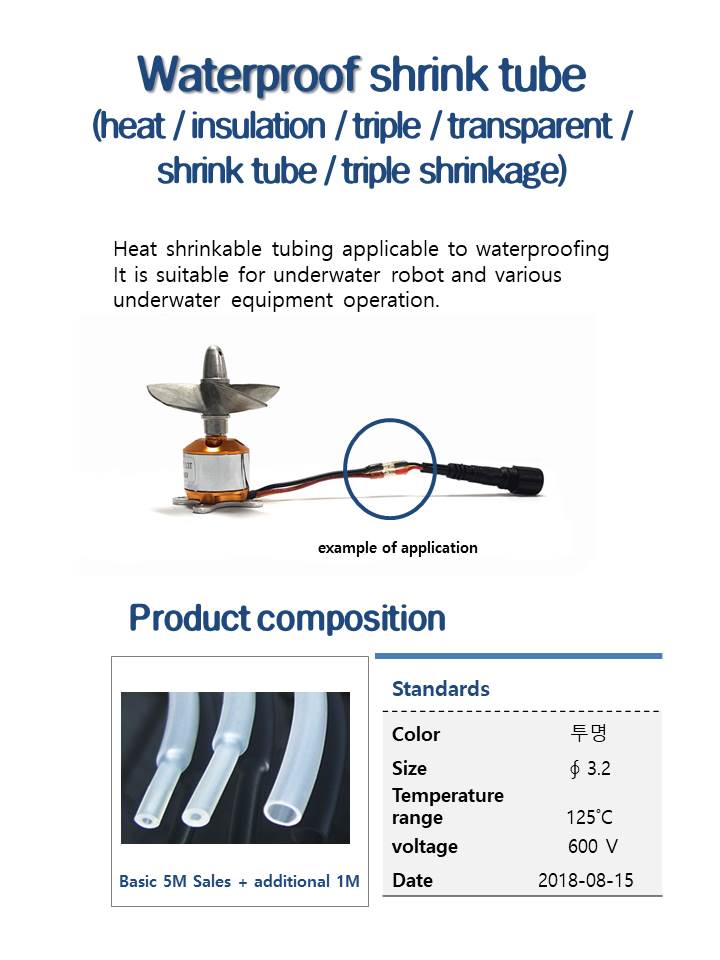 Waterproof shrink tube
(heat / insulation / triple / transparent /
shrink tube / triple shrinkage)
Heat shrinkable tubing applicable to waterproofing
It is suitable for underwater robot and various
underwater equipment operation.
example of application
Product composition
Basic 5M Sales + additional 1M
Standards
Color 투명
Size ∮ 3.2
Temperature
range 125˚C
voltage 600 V
Date 2018-08-15